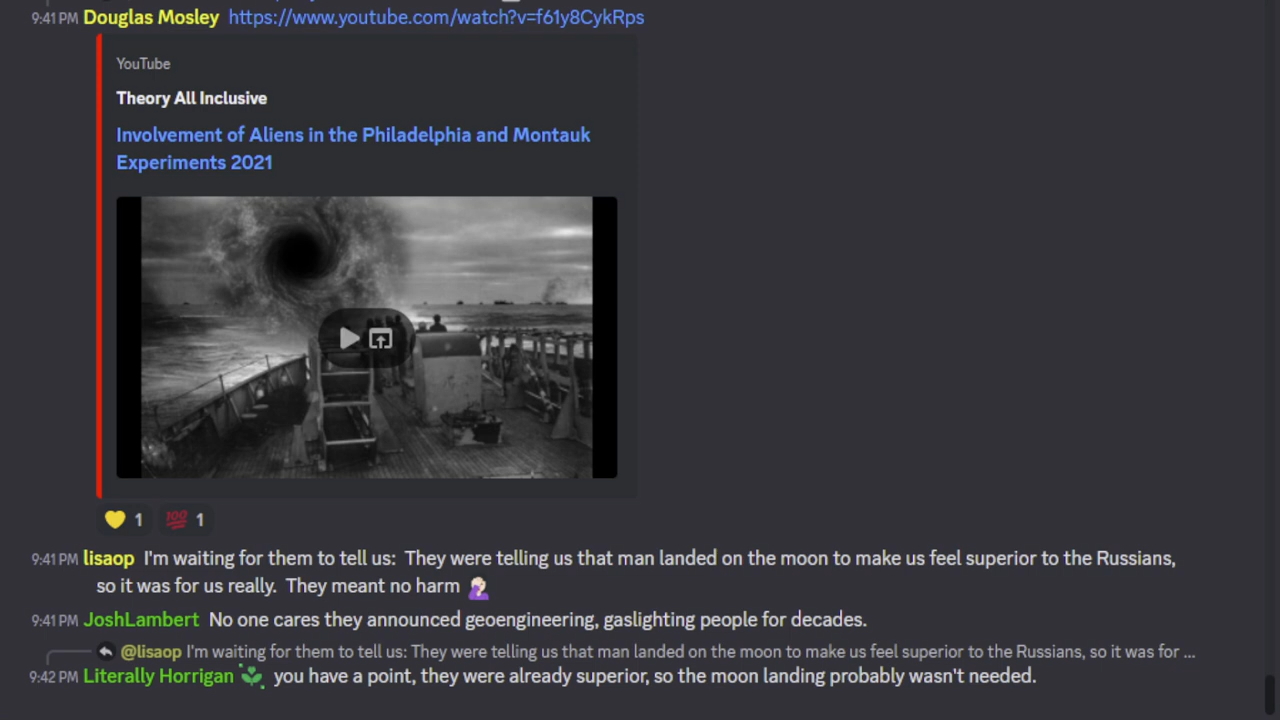 9:41 PM Douglas Mosley https://www.youtube.com/watch?v=f61y8CykRps
YouTube
Theory All Inclusive
Involvement of Aliens in the Philadelphia and Montauk
Experiments 2021
1 1
9:41 PM lisaop I'm waiting for them to tell us: They were telling us that man landed on the moon to make us feel superior to the Russians,
so it was for us really. They meant no harm 🤦🏻‍♀️
9:41 PM JoshLambert No one cares they announced geoengineering, gaslighting people for decades.
@lisaop I'm waiting for them to tell us: They were telling us that man landed on the moon to make us feel superior to the Russians, so it was for ...
9:42 PM Literally Horrigan you have a point, they were already superior, so the moon landing probably wasn't needed.